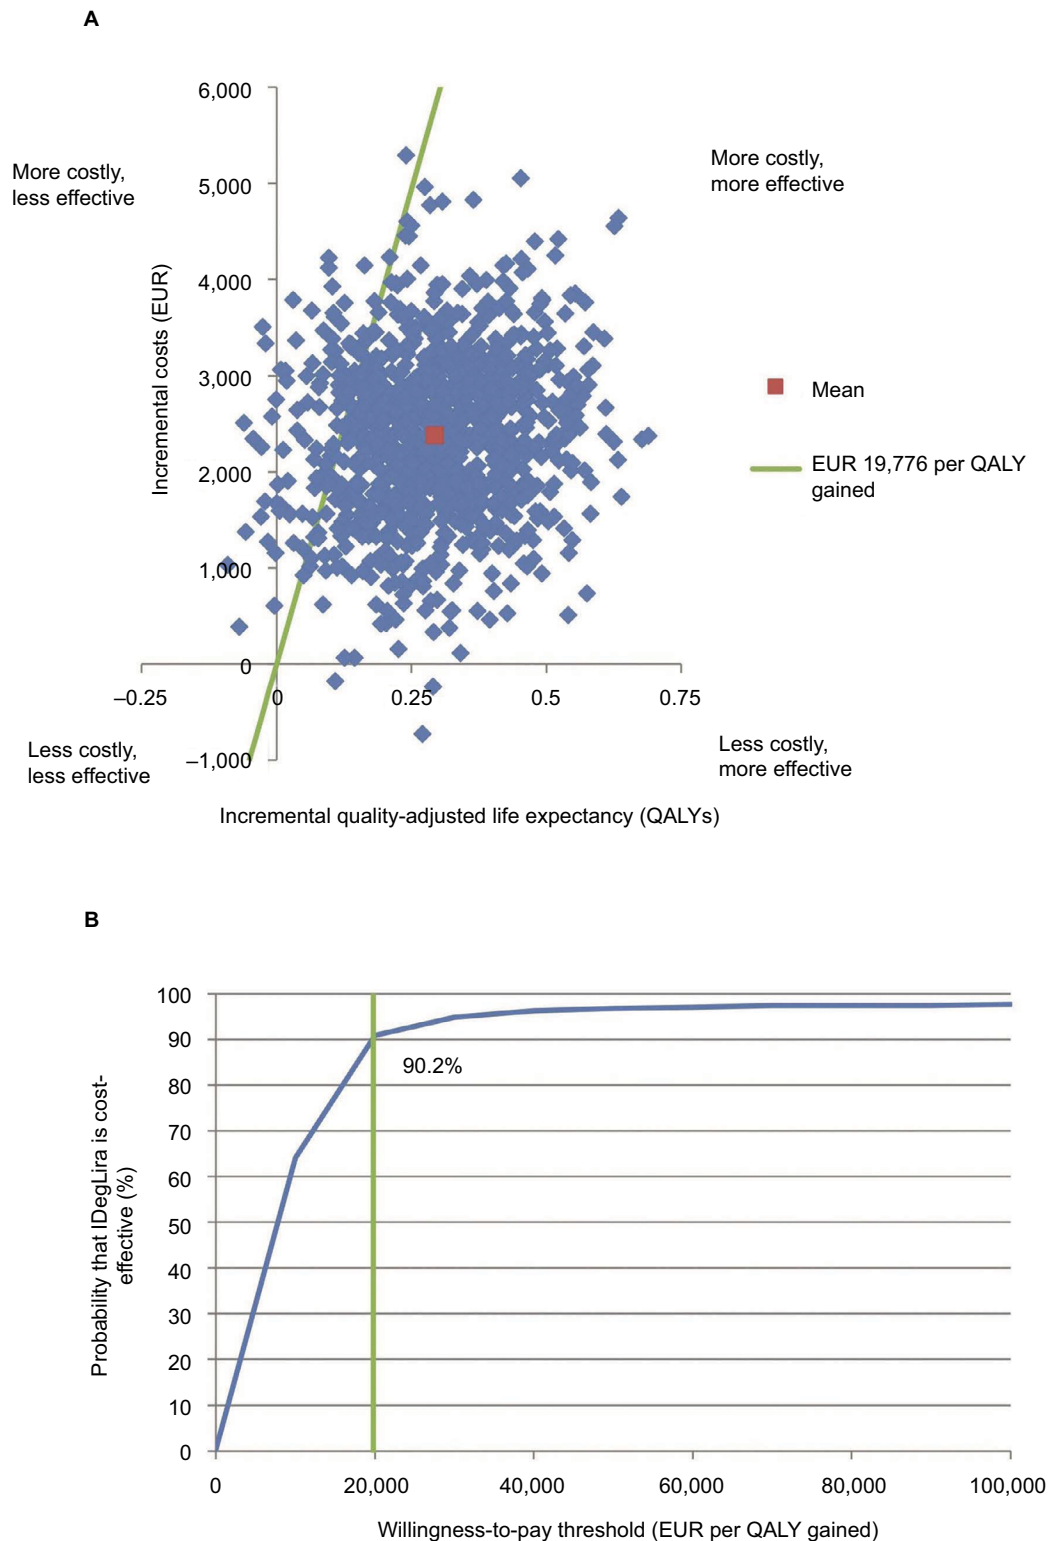 A
6,000
5,000
4,000
3,000
2,000
1,000
0
–1,000
–0.25
0
0.25
0.5
0.75
Incremental costs (EUR)
Incremental quality-adjusted life expectancy (QALYs)
More costly,
less effective
More costly,
more effective
Less costly,
less effective
Less costly,
more effective
Mean
EUR 19,776 per QALY
gained
B
100
90
80
70
60
50
40
30
20
10
0
90.2%
Probability that IDegLira is cost-
effective (%)
0
20,000
40,000
60,000
80,000
100,000
Willingness-to-pay threshold (EUR per QALY gained)